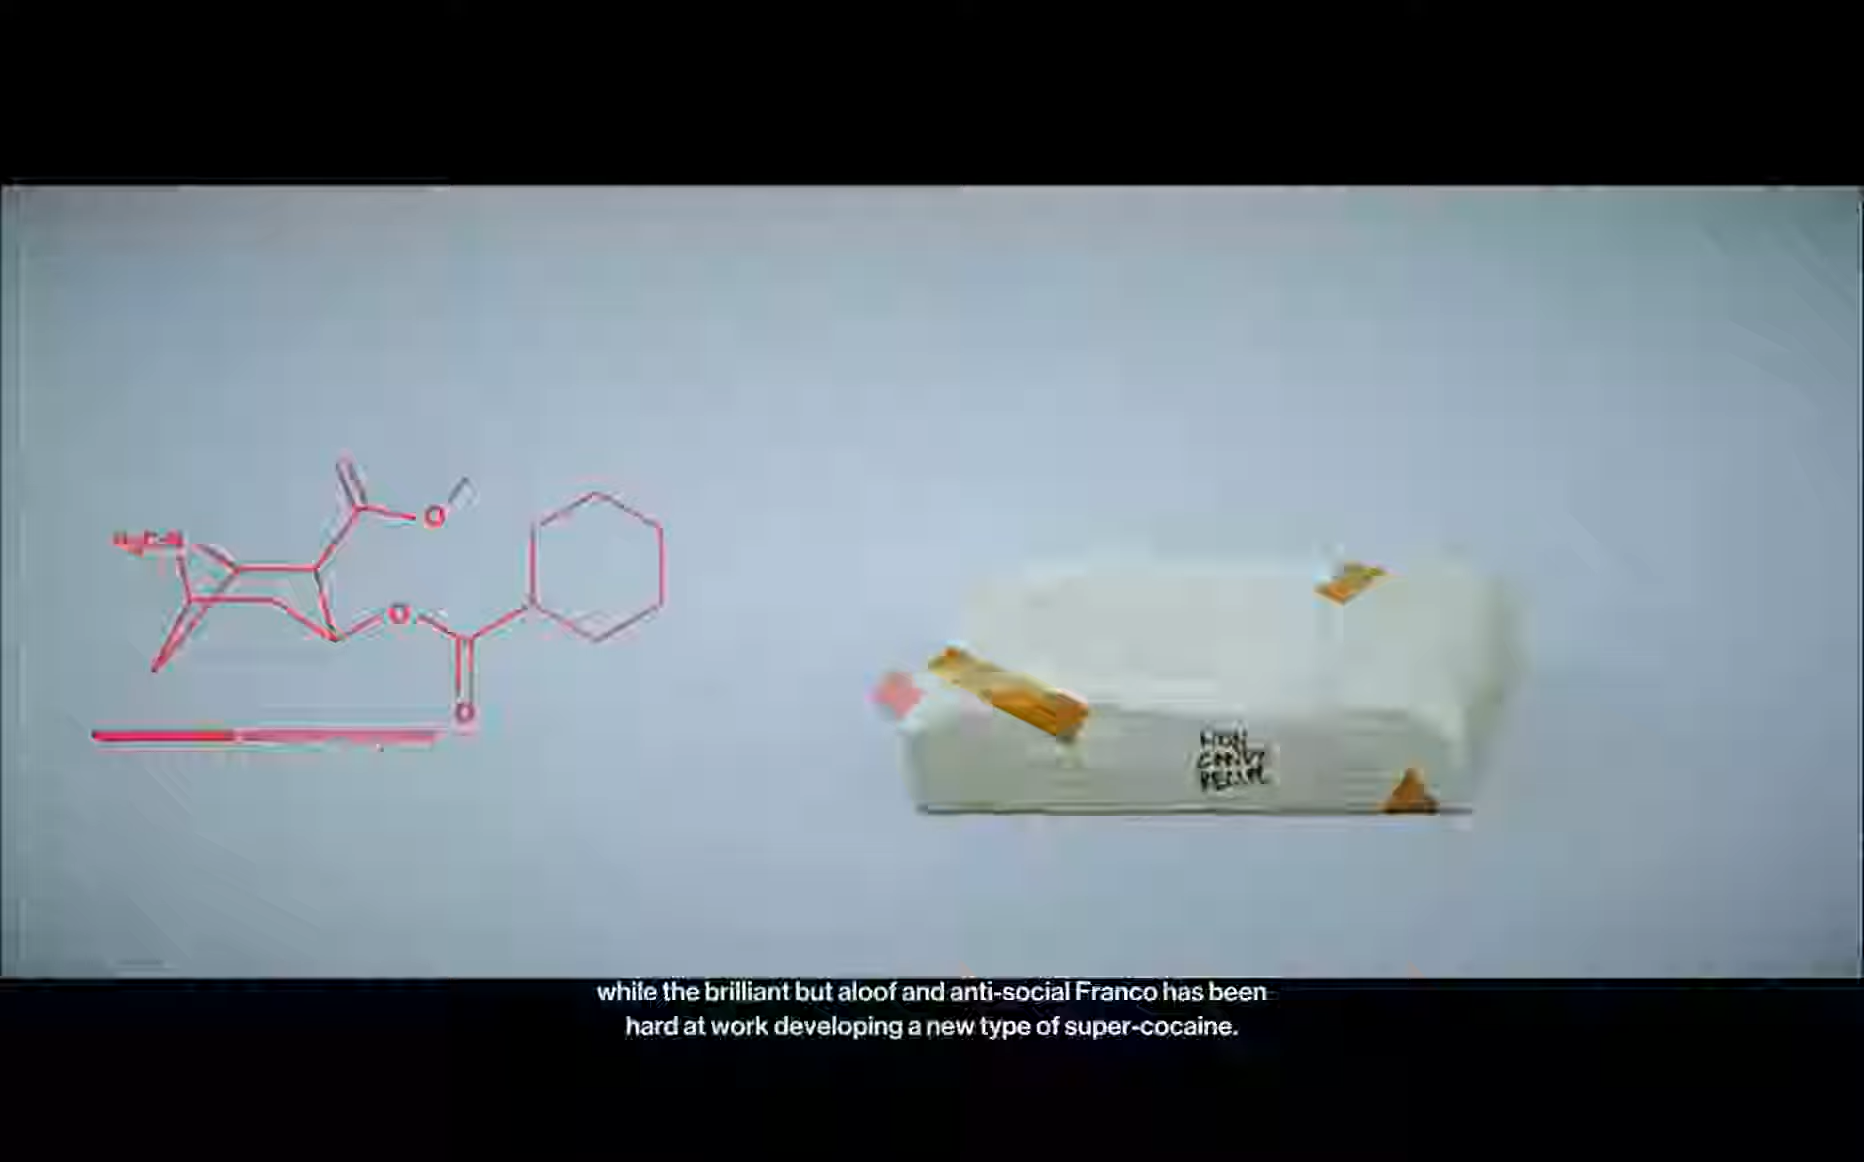 O
O
O
CANDY
while the brilliant but aloof and anti-social Franco has been
hard at work developing a new type of super-cocaine.